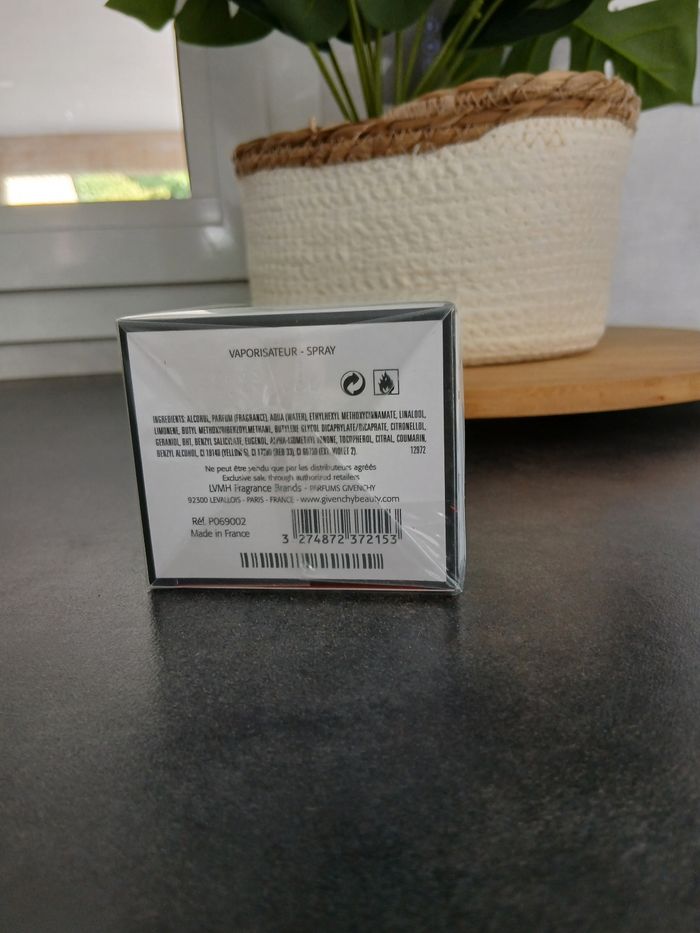 VAPORISATEUR - SPRAY
INGREDIENTS: ALCOHOL, PARFUM (FRAGRANCE), AQUA (WATER), ETHYLHEXYL METHOXYCINNAMATE, LINALOOL,
LIMONENE, BUTYL METHOXYDIBENZOYLMETHANE, BUTYLENE GLYCOL DICAPRYLATE/DICAPRATE, CITRONELLOL,
GERANIOL, BHT, BENZYL SALICYLATE, EUGENOL, ALPHA-ISOMETHYL IONONE, TOCOPHEROL, CITRAL, COUMARIN,
BENZYL ALCOHOL, CI 19140 (YELLOW 5), CI 17200 (RED 33), CI 60730 (EXT. VIOLET 2). 12972
Ne peut être vendu que par les distributeurs agréés
Exclusive sale through authorized retailers
LVMH Fragrance Brands - PARFUMS GIVENCHY
92300 LEVALLOIS - PARIS - FRANCE - www.givenchybeauty.com
Réf. P069002
Made in France
3 274872 372153